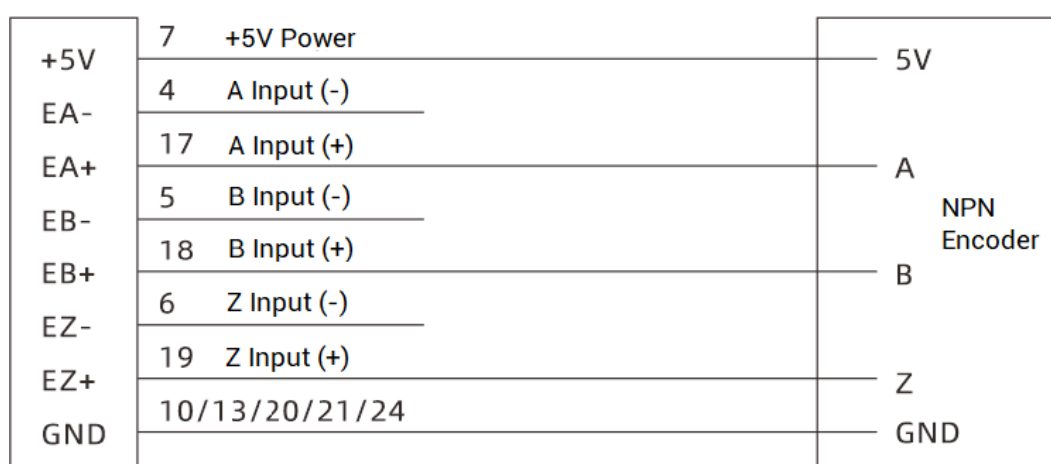 7 +5V Power
+5V 5V
4 A Input (-)
EA-
17 A Input (+)
EA+ A
5 B Input (-)
EB- NPN
18 B Input (+) Encoder
EB+ B
6 Z Input (-)
EZ-
19 Z Input (+)
EZ+ Z
10/13/20/21/24
GND GND